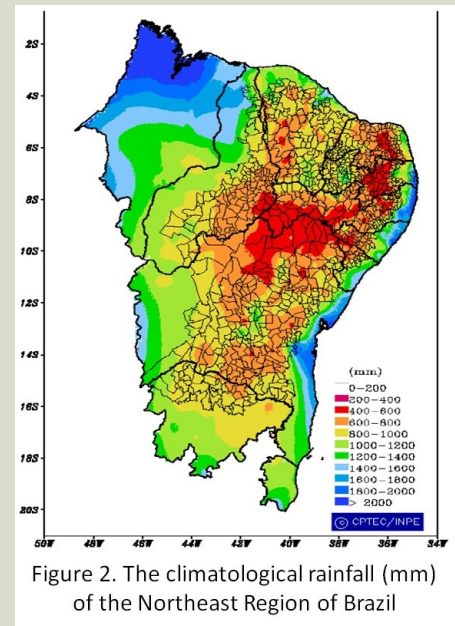 2S
4S
6S
8S
10S
12S
14S
16S
18S
20S
50W 48W 46W 44W 42W 40W 38W 36W 34W
(mm)
0-200
200-400
400-600
600-800
800-1000
1000-1200
1200-1400
1400-1600
1600-1800
1800-2000
> 2000
© CPTEC/INPE
Figure 2. The climatological rainfall (mm)
of the Northeast Region of Brazil